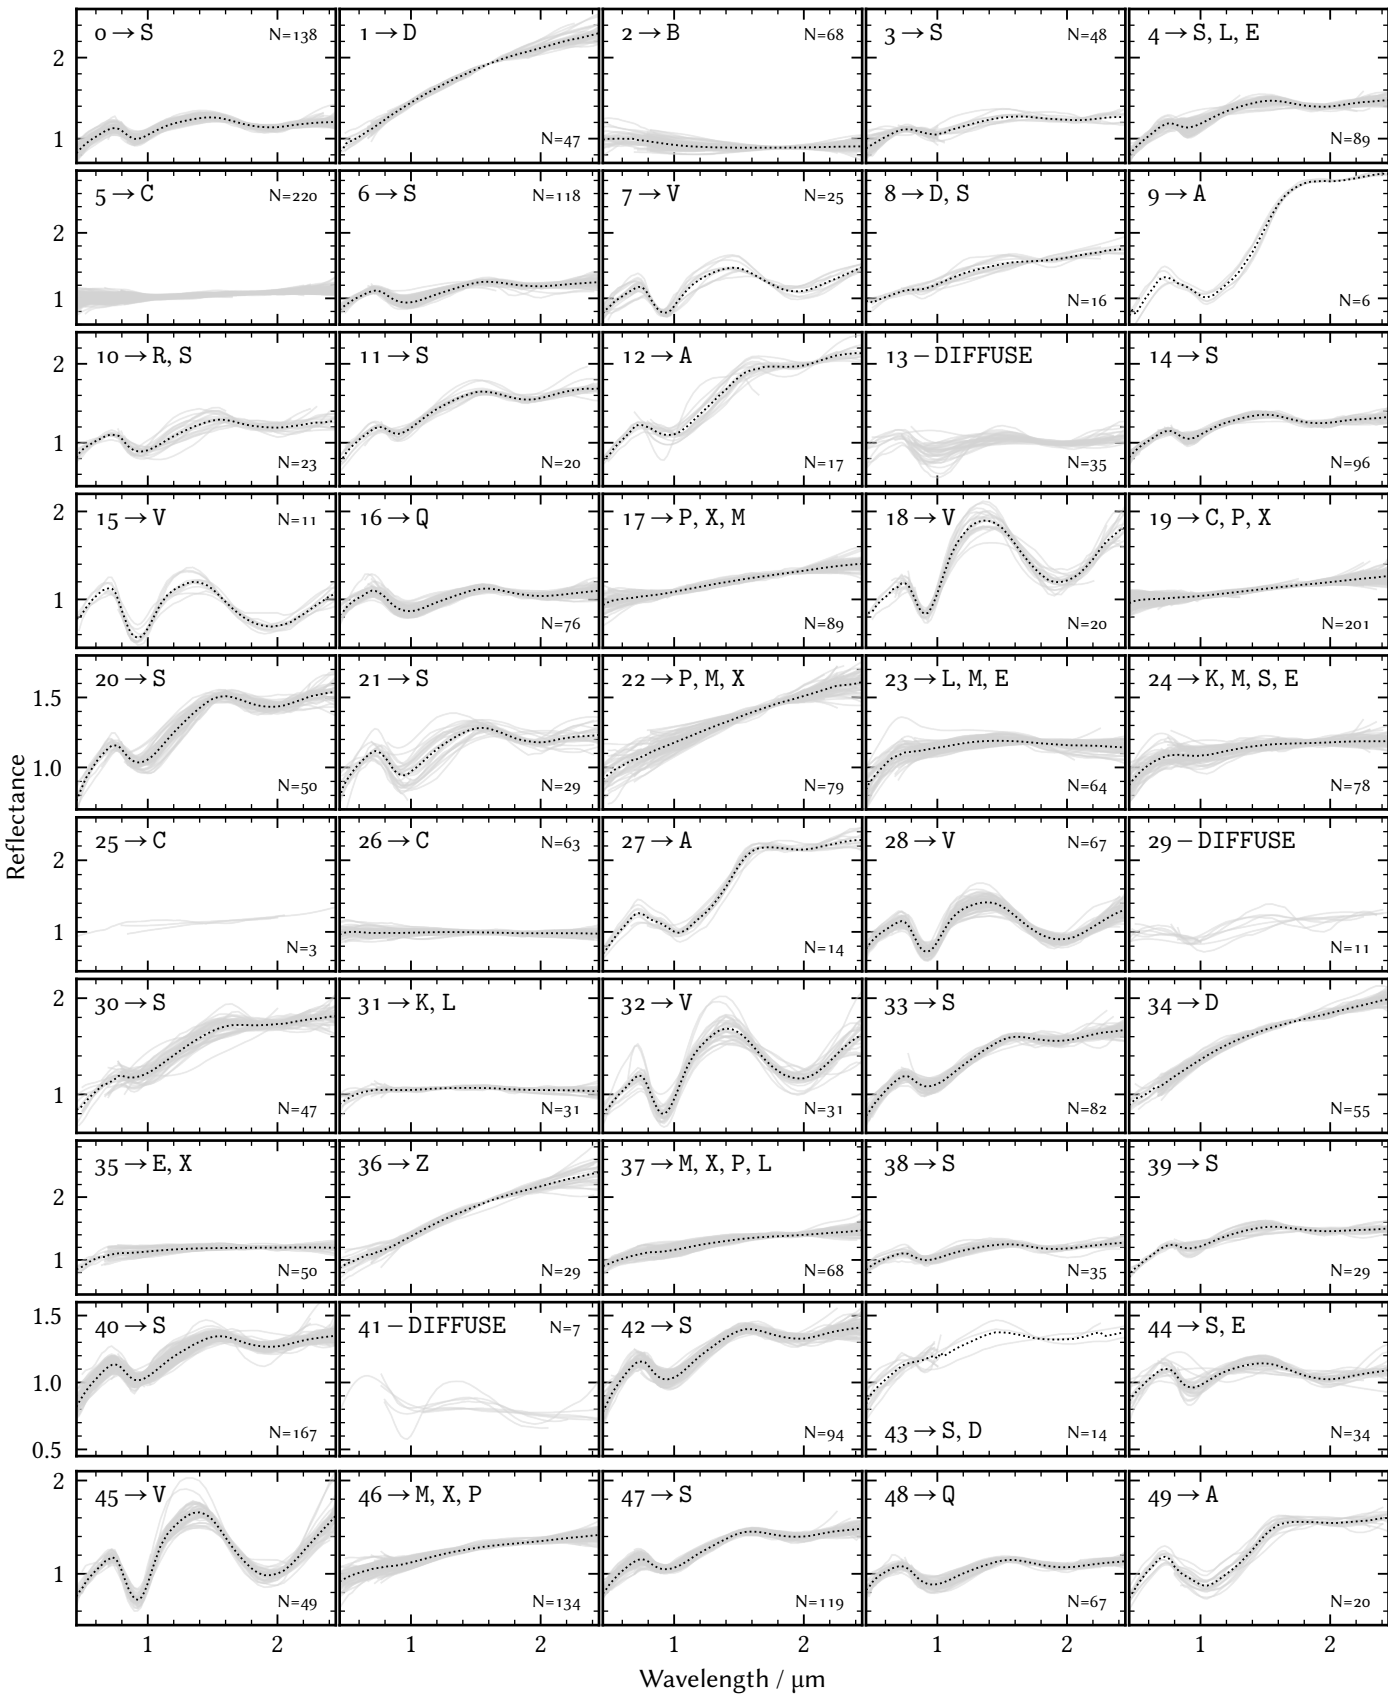 0 → S N=138
1 → D N=47
2 → B N=68
3 → S N=48
4 → S, L, E N=89
2
1
5 → C N=220
6 → S N=118
7 → V N=25
8 → D, S N=16
9 → A N=6
2
1
10 → R, S N=23
11 → S N=20
12 → A N=17
13 – DIFFUSE N=35
14 → S N=96
2
1
15 → V N=11
16 → Q N=76
17 → P, X, M N=89
18 → V N=20
19 → C, P, X N=201
2
1
20 → S N=50
21 → S N=29
22 → P, M, X N=79
23 → L, M, E N=64
24 → K, M, S, E N=78
1.5
1.0
Reflectance
25 → C N=3
26 → C N=63
27 → A N=14
28 → V N=67
29 – DIFFUSE N=11
2
1
30 → S N=47
31 → K, L N=31
32 → V N=31
33 → S N=82
34 → D N=55
2
1
35 → E, X N=50
36 → Z N=29
37 → M, X, P, L N=68
38 → S N=35
39 → S N=29
2
1
40 → S N=167
41 – DIFFUSE N=7
42 → S N=94
43 → S, D N=14
44 → S, E N=34
1.5
1.0
0.5
45 → V N=49
46 → M, X, P N=134
47 → S N=119
48 → Q N=67
49 → A N=20
2
1
1 2 1 2 1 2 1 2 1 2
Wavelength / µm